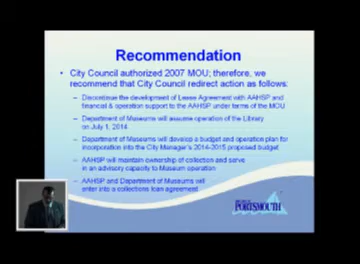 Recommendation
• City Council authorized 2007 MOU; therefore, we
recommend that City Council redirect action as follows:
– Discontinue the development of Lease Agreement with AAHSP and
financial & operation support to the AAHSP under terms of the MOU
– Department of Museums will assume operation of the Library
on July 1, 2014
– Department of Museums will develop a budget and operation plan for
incorporation into the City Manager's 2014-2015 proposed budget
– AAHSP will maintain ownership of collection and serve
in an advisory capacity to Museum operation
– AAHSP and Department of Museums will
enter into a collections loan agreement
PORTSMOUTH